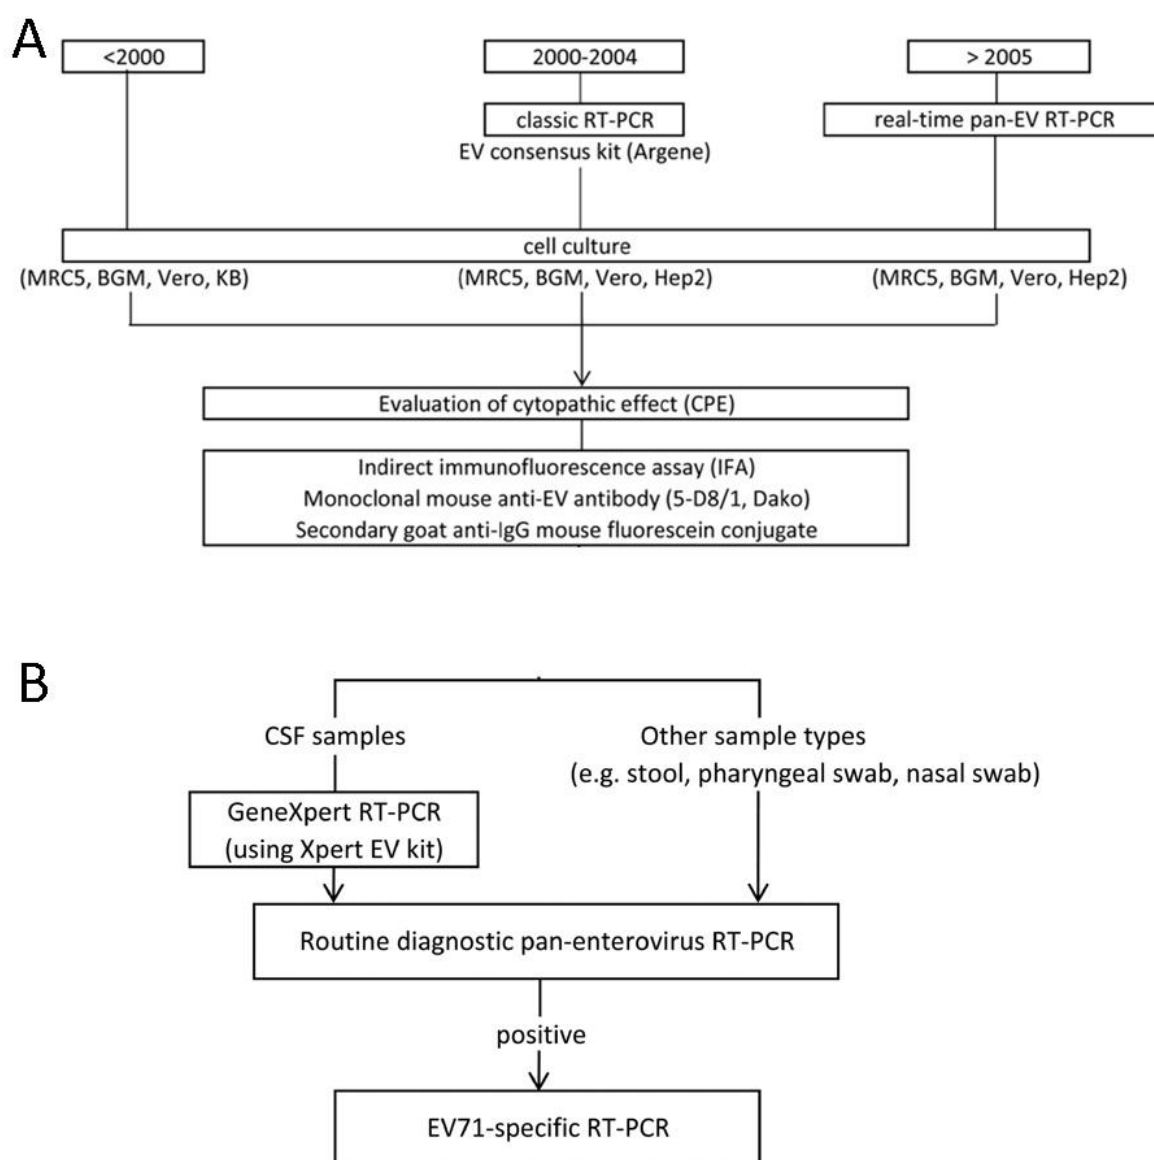 A
<2000
2000-2004
> 2005
classic RT-PCR
real-time pan-EV RT-PCR
EV consensus kit (Argene)
cell culture
(MRC5, BGM, Vero, KB)
(MRC5, BGM, Vero, Hep2)
(MRC5, BGM, Vero, Hep2)
Evaluation of cytopathic effect (CPE)
Indirect immunofluorescence assay (IFA)
Monoclonal mouse anti-EV antibody (5-D8/1, Dako)
Secondary goat anti-IgG mouse fluorescein conjugate
B
CSF samples
Other sample types
(e.g. stool, pharyngeal swab, nasal swab)
GeneXpert RT-PCR
(using Xpert EV kit)
Routine diagnostic pan-enterovirus RT-PCR
positive
EV71-specific RT-PCR